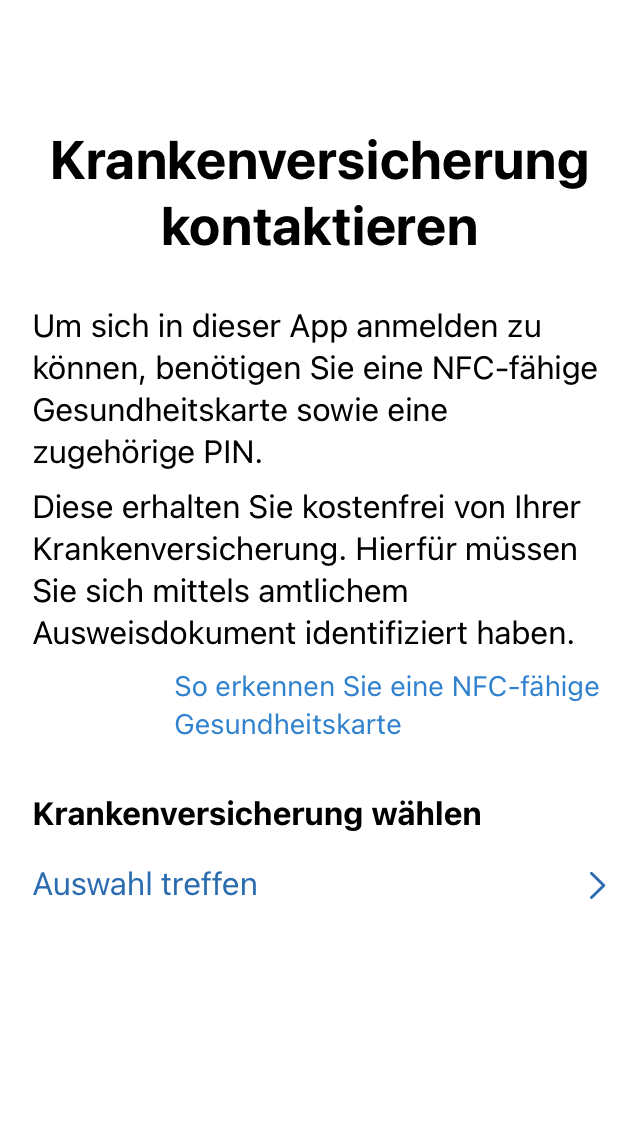 Krankenversicherung
kontaktieren
Um sich in dieser App anmelden zu
können, benötigen Sie eine NFC-fähige
Gesundheitskarte sowie eine
zugehörige PIN.
Diese erhalten Sie kostenfrei von Ihrer
Krankenversicherung. Hierfür müssen
Sie sich mittels amtlichem
Ausweisdokument identifiziert haben.
So erkennen Sie eine NFC-fähige
Gesundheitskarte
Krankenversicherung wählen
Auswahl treffen